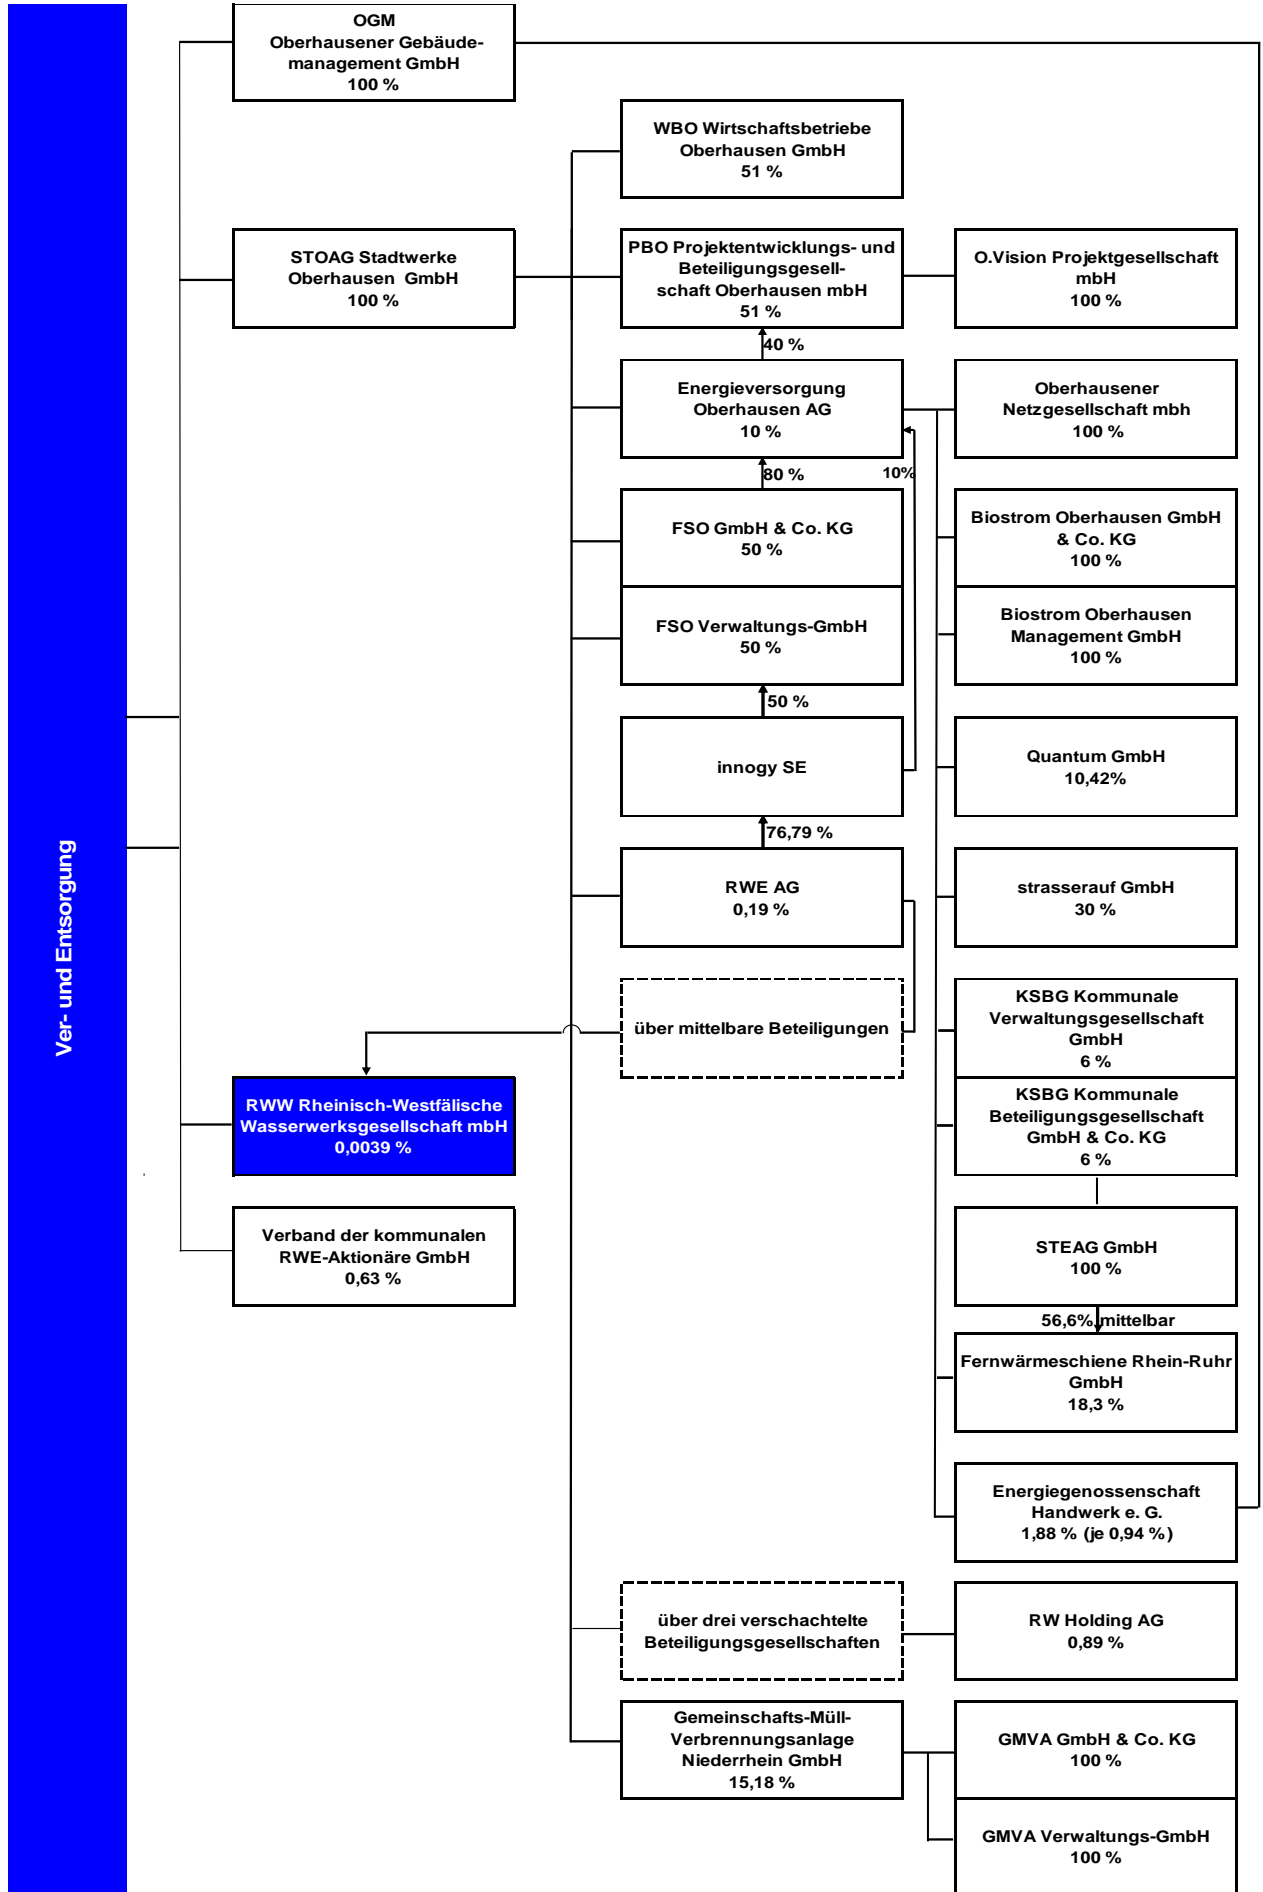 Ver- und Entsorgung
OGM
Oberhausener Gebäude-
management GmbH
100 %
WBO Wirtschaftsbetriebe
Oberhausen GmbH
51 %
STOAG Stadtwerke
Oberhausen GmbH
100 %
PBO Projektentwicklungs- und
Beteiligungsgesell-
schaft Oberhausen mbH
51 %
O.Vision Projektgesellschaft
mbH
100 %
40 %
Energieversorgung
Oberhausen AG
10 %
Oberhausener
Netzgesellschaft mbh
100 %
80 %
10%
FSO GmbH & Co. KG
50 %
Biostrom Oberhausen GmbH
& Co. KG
100 %
FSO Verwaltungs-GmbH
50 %
Biostrom Oberhausen
Management GmbH
100 %
50 %
innogy SE
Quantum GmbH
10,42%
76,79 %
RWE AG
0,19 %
strasserauf GmbH
30 %
über mittelbare Beteiligungen
KSBG Kommunale
Verwaltungsgesellschaft
GmbH
6 %
RWW Rheinisch-Westfälische
Wasserwerksgesellschaft mbH
0,0039 %
KSBG Kommunale
Beteiligungsgesellschaft
GmbH & Co. KG
6 %
Verband der kommunalen
RWE-Aktionäre GmbH
0,63 %
STEAG GmbH
100 %
56,6% mittelbar
Fernwärmeschiene Rhein-Ruhr
GmbH
18,3 %
Energiegenossenschaft
Handwerk e. G.
1,88 % (je 0,94 %)
über drei verschachtelte
Beteiligungsgesellschaften
RW Holding AG
0,89 %
Gemeinschafts-Müll-
Verbrennungsanlage
Niederrhein GmbH
15,18 %
GMVA GmbH & Co. KG
100 %
GMVA Verwaltungs-GmbH
100 %